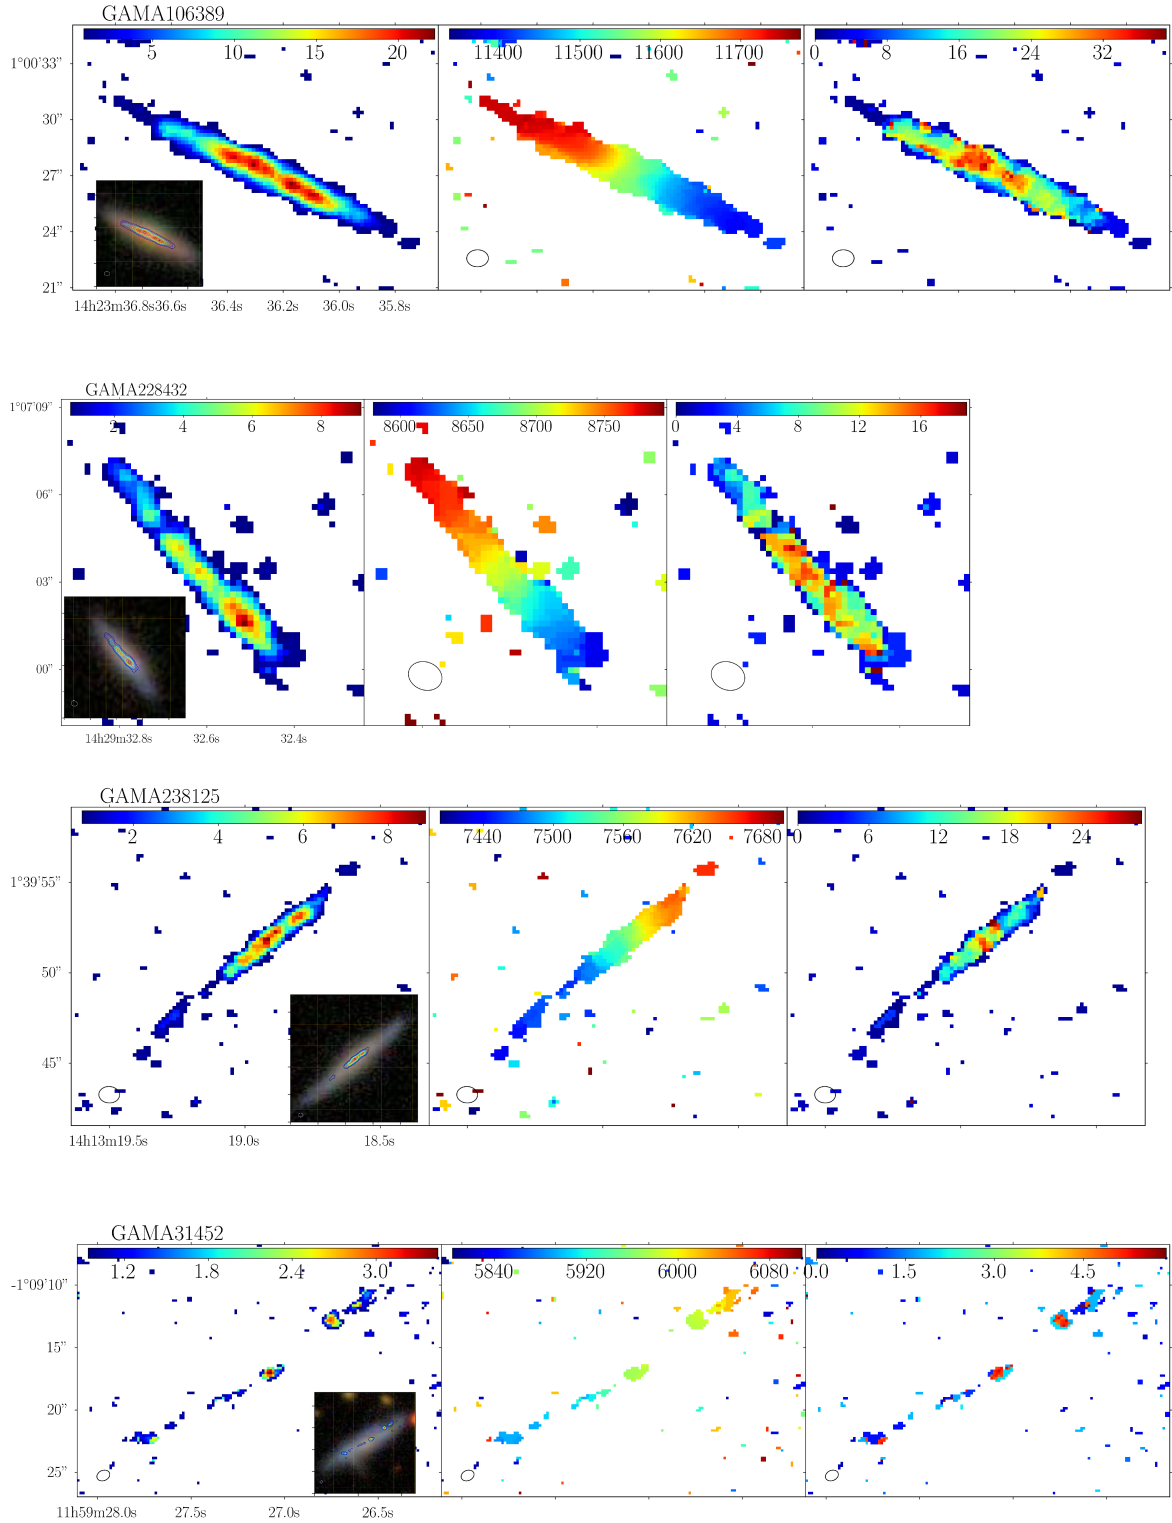 GAMA106389
5 10 15 20 11400 11500 11600 11700 0 8 16 24 32
1°00'33"
30"
27"
24"
21"
14h23m36.8s 36.6s 36.4s 36.2s 36.0s 35.8s
GAMA228432
1°07'09"
2 4 6 8 8600 8650 8700 8750 0 4 8 12 16
06"
03"
00"
14h29m32.8s 32.6s 32.4s
GAMA238125
2 4 6 8 7440 7500 7560 7620 7680 0 6 12 18 24
1°39'55"
50"
45"
14h13m19.5s 19.0s 18.5s
GAMA31452
1.2 1.8 2.4 3.0 5840 5920 6000 6080 0.0 1.5 3.0 4.5
-1°09'10"
15"
20"
25"
11h59m28.0s 27.5s 27.0s 26.5s